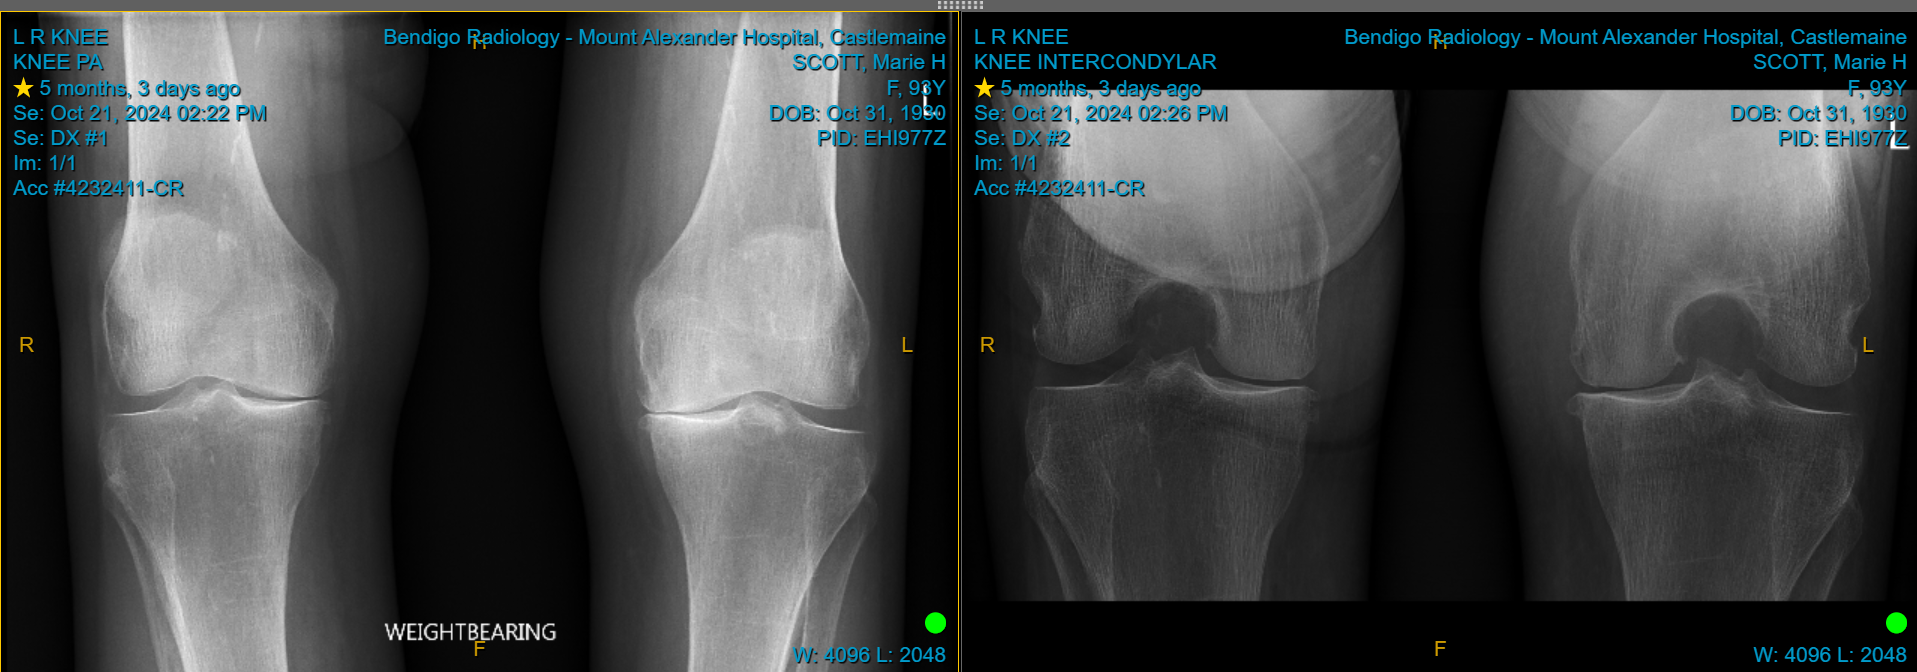 L R KNEE
KNEE PA
5 months, 3 days ago
Se: Oct 21, 2024 02:22 PM
Se: DX #1
Im: 1/1
Acc #4232411-CR
Bendigo Radiology - Mount Alexander Hospital, Castlemaine
SCOTT, Marie H
F, 93Y
DOB: Oct 31, 1930
PID: EHI977Z
H
L
R
L
WEIGHTBEARING
F
W: 4096 L: 2048
L R KNEE
KNEE INTERCONDYLAR
5 months, 3 days ago
Se: Oct 21, 2024 02:26 PM
Se: DX #2
Im: 1/1
Acc #4232411-CR
Bendigo Radiology - Mount Alexander Hospital, Castlemaine
SCOTT, Marie H
F, 93Y
DOB: Oct 31, 1930
PID: EHI977Z
H
L
R
L
F
W: 4096 L: 2048